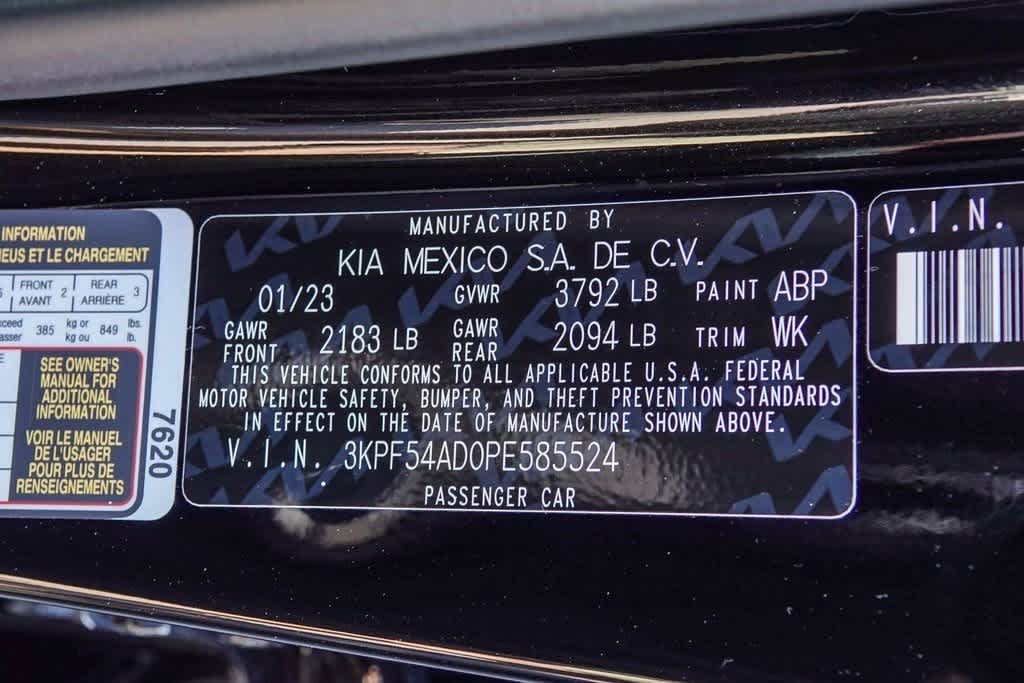 INFORMATION
NEUS ET LE CHARGEMENT
FRONT
AVANT 2
REAR
ARRIÈRE 3
385 kg or
kg ou 849 lbs.
lb.
SEE OWNER'S
MANUAL FOR
ADDITIONAL
INFORMATION
VOIR LE MANUEL
DE L'USAGER
POUR PLUS DE
RENSEIGNEMENTS
7620
MANUFACTURED BY
KIA MEXICO S.A. DE C.V.
01/23 GVWR 3792 LB PAINT ABP
GAWR
FRONT 2183 LB GAWR
REAR 2094 LB TRIM WK
THIS VEHICLE CONFORMS TO ALL APPLICABLE U.S.A. FEDERAL
MOTOR VEHICLE SAFETY, BUMPER, AND THEFT PREVENTION STANDARDS
IN EFFECT ON THE DATE OF MANUFACTURE SHOWN ABOVE.
V.I.N. 3KPF54AD0PE585524
PASSENGER CAR
V.I.N.